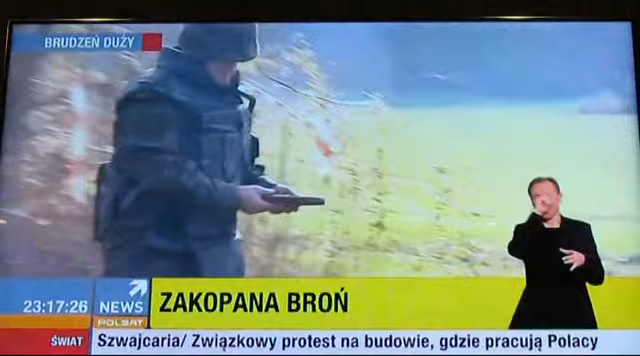 BRUDZEŃ DUŻY
23:17:26
NEWS
POLSAT
ZAKOPANA BROŃ
ŚWIAT
Szwajcaria/ Związkowy protest na budowie, gdzie pracują Polacy